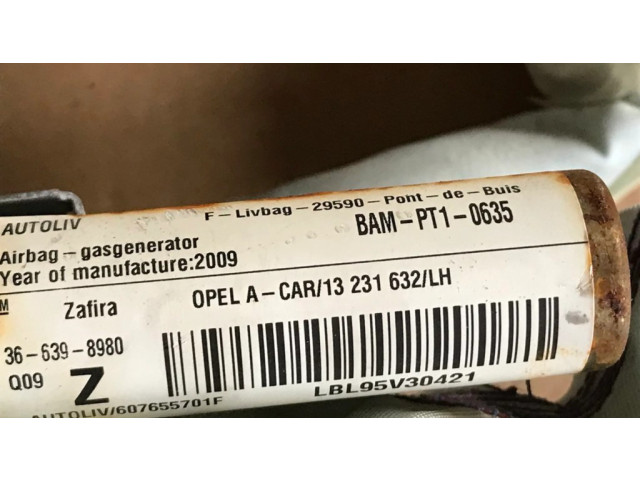 AUTOLIV
F-Livbag-29590-Pont-de-Buis
Airbag-gasgenerator
BAM-PT1-0635
Year of manufacture:2009
M
Zafira
OPEL A-CAR/13 231 632/LH
36-639-8980
Q09
Z
LBL95V30421
AUTOLIV/607655701F